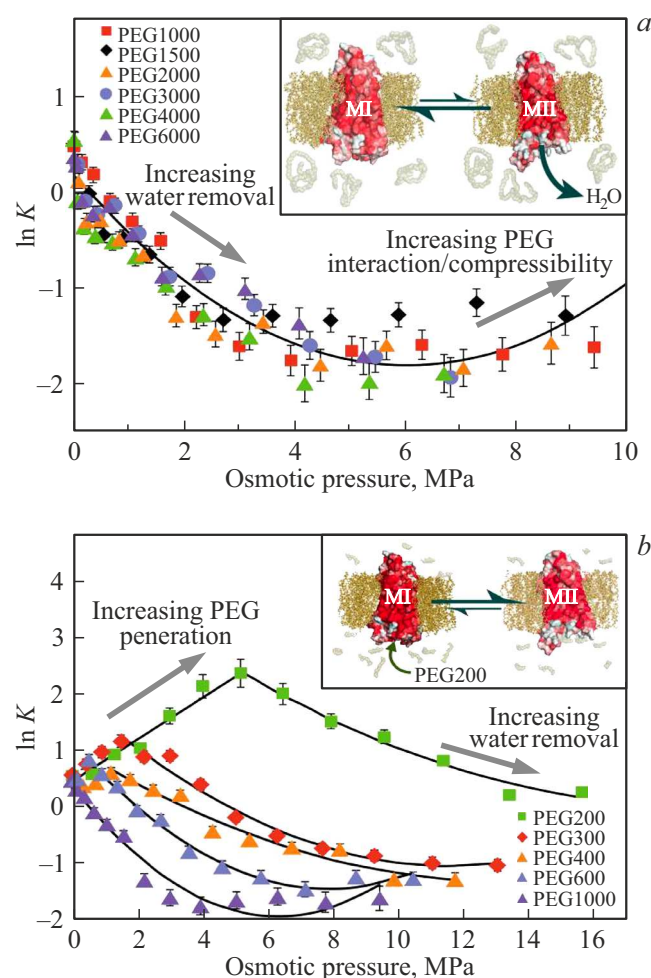 a
PEG1000
PEG1500
PEG2000
PEG3000
PEG4000
PEG6000
MI
MII
H₂O
Increasing
water removal
Increasing PEG
interaction/compressibility
ln K
1
0
–1
–2
0 2 4 6 8 10
Osmotic pressure, MPa
b
MI
MII
PEG200
Increasing PEG
peneration
Increasing
water removal
PEG200
PEG300
PEG400
PEG600
PEG1000
ln K
4
3
2
1
0
–1
–2
0 2 4 6 8 10 12 14 16
Osmotic pressure, MPa